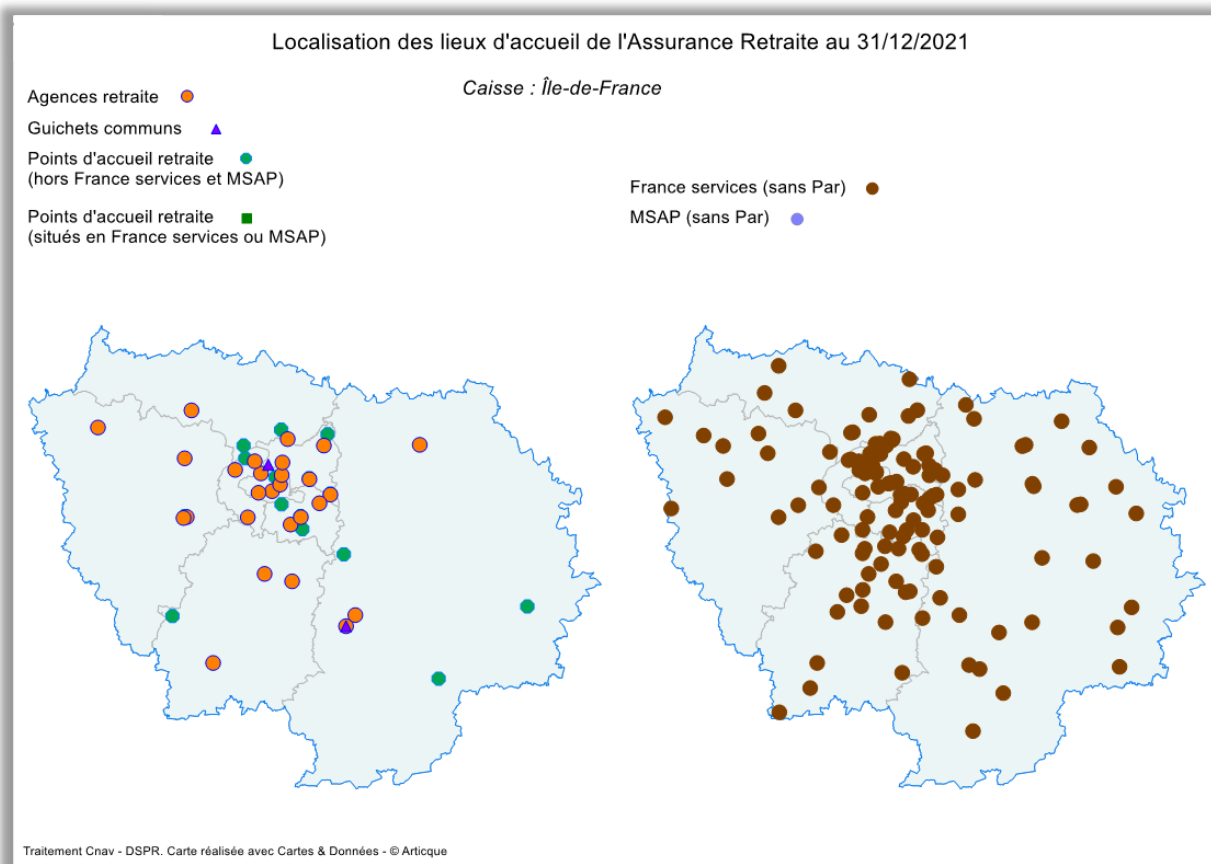 Localisation des lieux d'accueil de l'Assurance Retraite au 31/12/2021
Caisse : Île-de-France
Agences retraite
Guichets communs
Points d'accueil retraite
(hors France services et MSAP)
Points d'accueil retraite
(situés en France services ou MSAP)
France services (sans Par)
MSAP (sans Par)
Traitement Cnav - DSPR. Carte réalisée avec Cartes & Données - © Articque